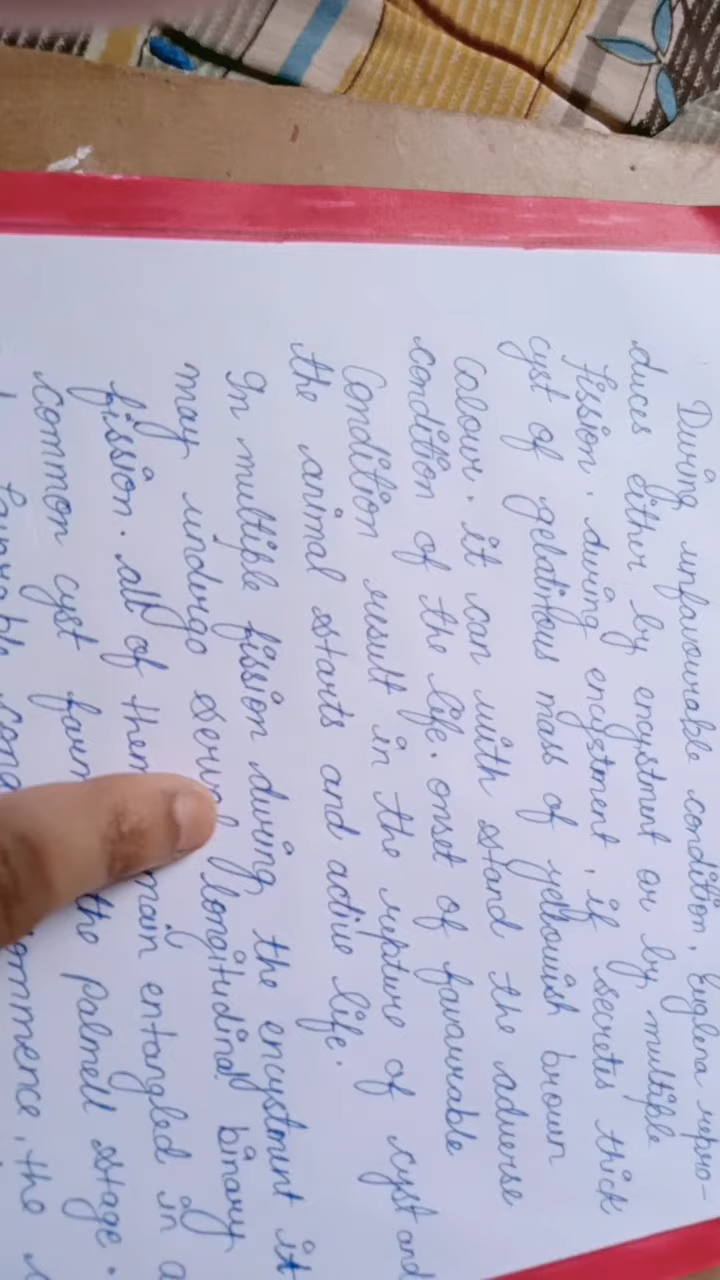 During unfavourable condition, Euglena repro-
duces either by encystment or by multiple
fission. during encystment, if secretes thick
cyst of gelatinous mass of yellowish brown
colour. it can with stand the adverse
condition of the life. onset of favourable
Condition result in the rupture of cyst and
the animal starts and active life.
In multiple fission during the encystment it
may undergo longitudinal binary
fission. all of them entangled in a
common cyst the palmell stage.
commence, the